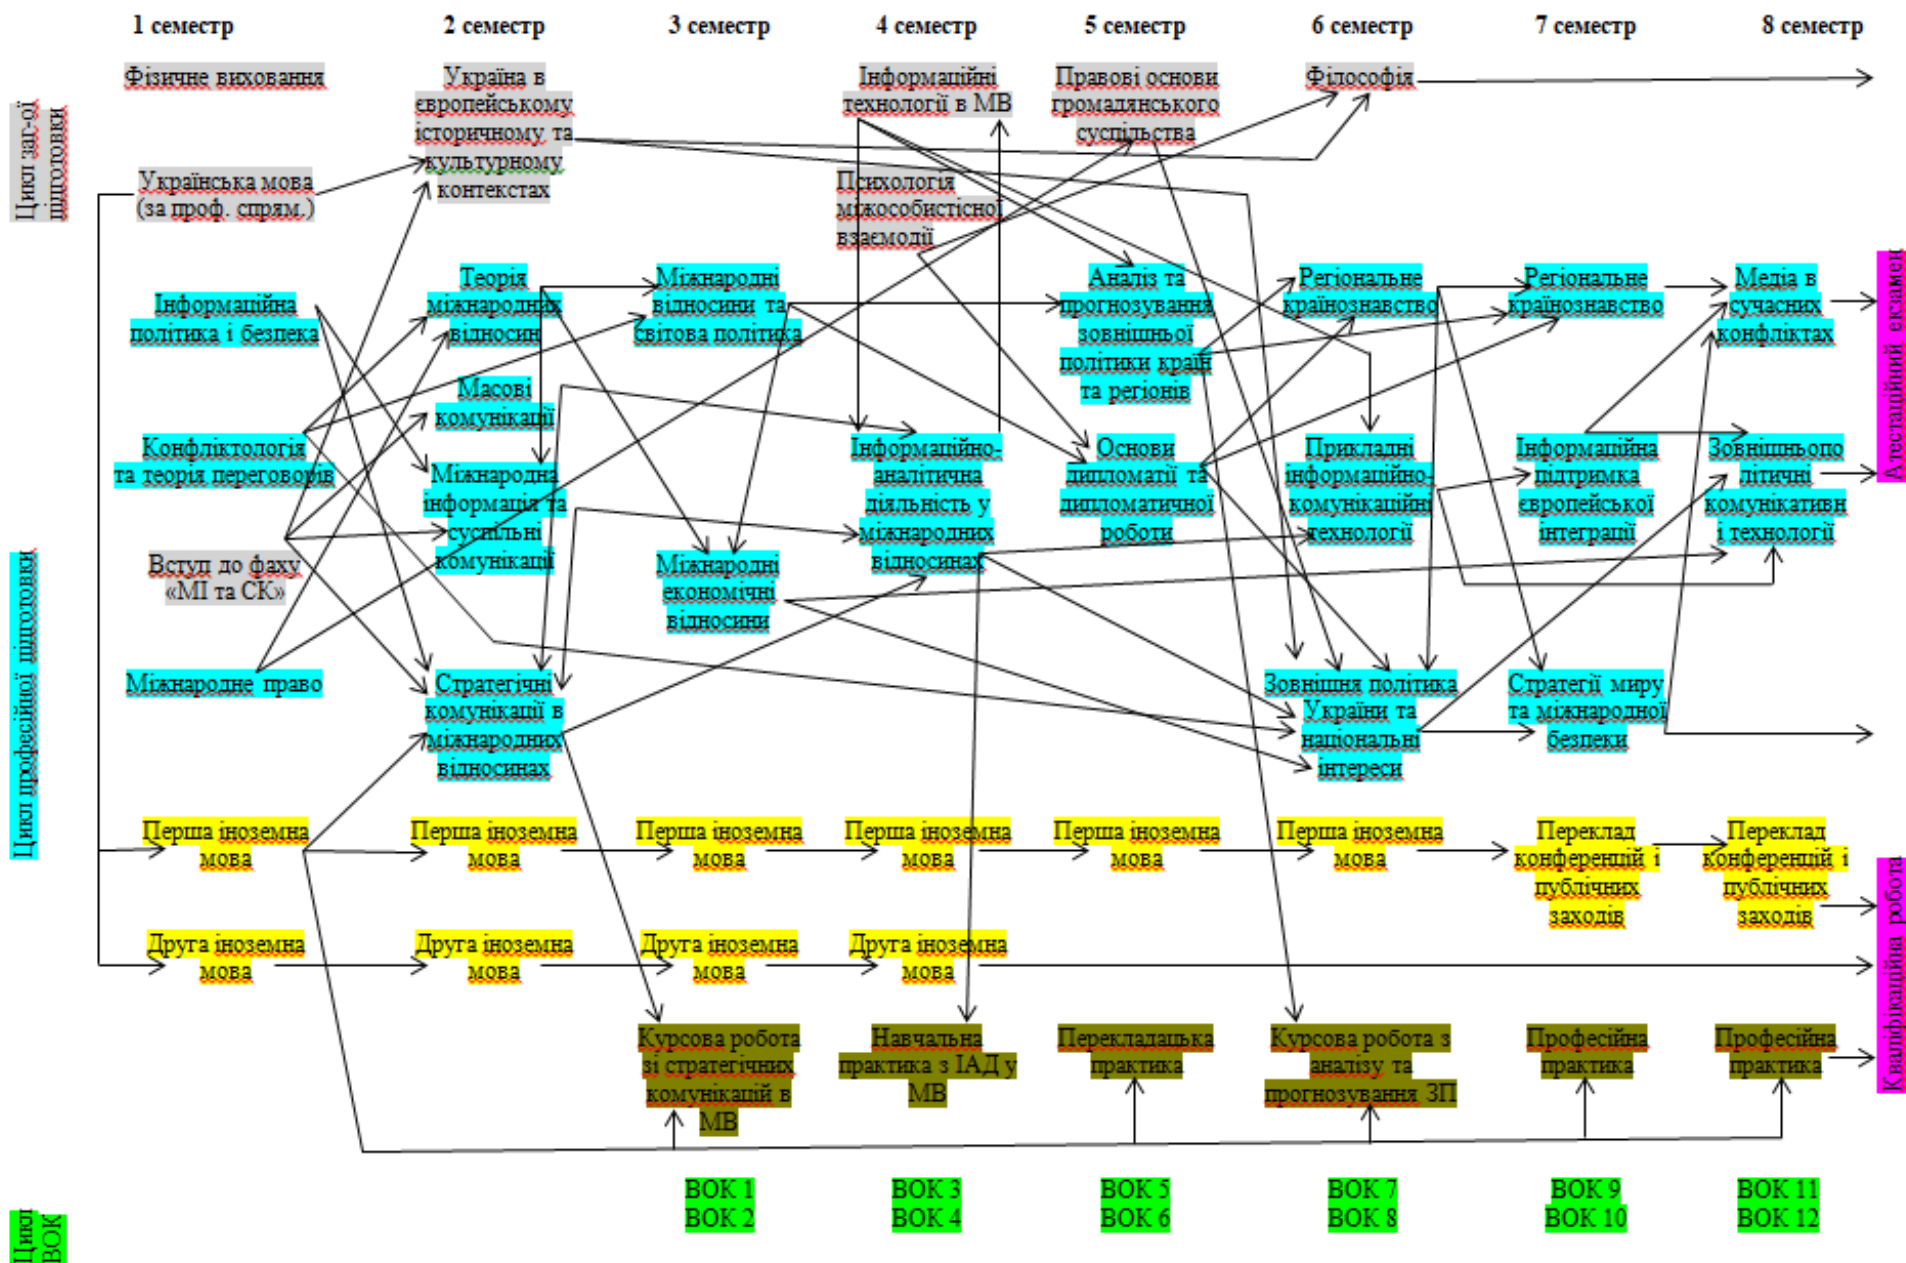 1 семестр
2 семестр
3 семестр
4 семестр
5 семестр
6 семестр
7 семестр
8 семестр
Цикл заг-ої
підготовки
Фізичне виховання
Українська мова
(за проф. спрям.)
Україна в
європейському
історичному та
культурному
контекстах
Інформаційні
технології в МВ
Психологія
міжособистісної
взаємодії
Правові основи
громадянського
суспільства
Філософія
Цикл професійної підготовки
Інформаційна
політика і безпека
Конфліктологія
та теорія переговорів
Вступ до фаху
«МІ та СК»
Міжнародне право
Теорія
міжнародних
відносин
Масові
комунікації
Міжнародна
інформація та
суспільні
комунікації
Стратегічні
комунікації в
міжнародних
відносинах
Міжнародні
відносини та
світова політика
Міжнародні
економічні
відносини
Інформаційно-
аналітична
діяльність у
міжнародних
відносинах
Аналіз та
прогнозування
зовнішньої
політики країн
та регіонів
Основи
дипломатії та
дипломатичної
роботи
Регіональне
країнознавство
Прикладні
інформаційно-
комунікаційні
технології
Зовнішня політика
України та
національні
інтереси
Регіональне
країнознавство
Інформаційна
підтримка
європейської
інтеграції
Стратегії миру
та міжнародної
безпеки
Медіа в
сучасних
конфліктах
Зовнішньопо
літичні
комунікативн
і технології
Атестаційний екзамен
Перша іноземна
мова
Перша іноземна
мова
Перша іноземна
мова
Перша іноземна
мова
Перша іноземна
мова
Перша іноземна
мова
Переклад
конференцій і
публічних
заходів
Переклад
конференцій і
публічних
заходів
Друга іноземна
мова
Друга іноземна
мова
Друга іноземна
мова
Друга іноземна
мова
Кваліфікаційна робота
Курсова робота
зі стратегічних
комунікацій в
МВ
Навчальна
практика з ІАД у
МВ
Перекладацька
практика
Курсова робота з
аналізу та
прогнозування ЗП
Професійна
практика
Професійна
практика
Цикл
ВОК
ВОК 1
ВОК 2
ВОК 3
ВОК 4
ВОК 5
ВОК 6
ВОК 7
ВОК 8
ВОК 9
ВОК 10
ВОК 11
ВОК 12